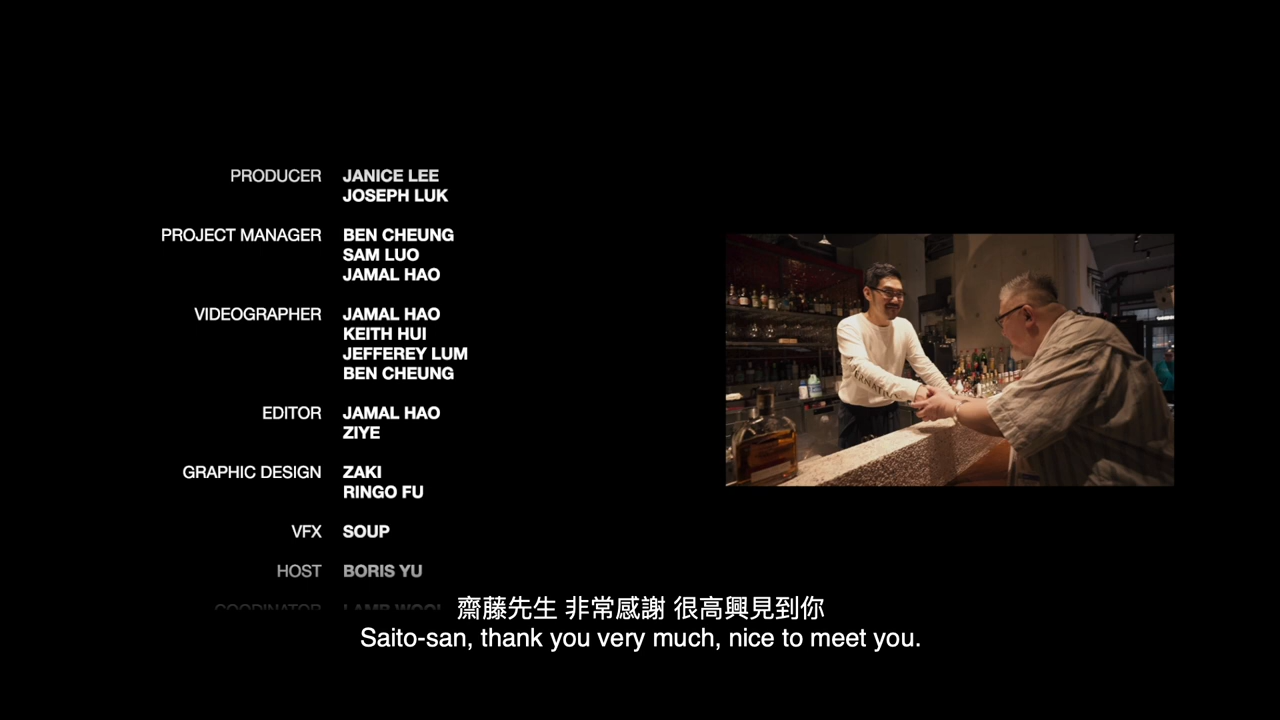 PRODUCER JANICE LEE
JOSEPH LUK
PROJECT MANAGER BEN CHEUNG
SAM LUO
JAMAL HAO
VIDEOGRAPHER JAMAL HAO
KEITH HUI
JEFFEREY LUM
BEN CHEUNG
EDITOR JAMAL HAO
ZIYE
GRAPHIC DESIGN ZAKI
RINGO FU
VFX SOUP
HOST BORIS YU
COODINATOR LAMB WOOL
齋藤先生 非常感謝 很高興見到你
Saito-san, thank you very much, nice to meet you.